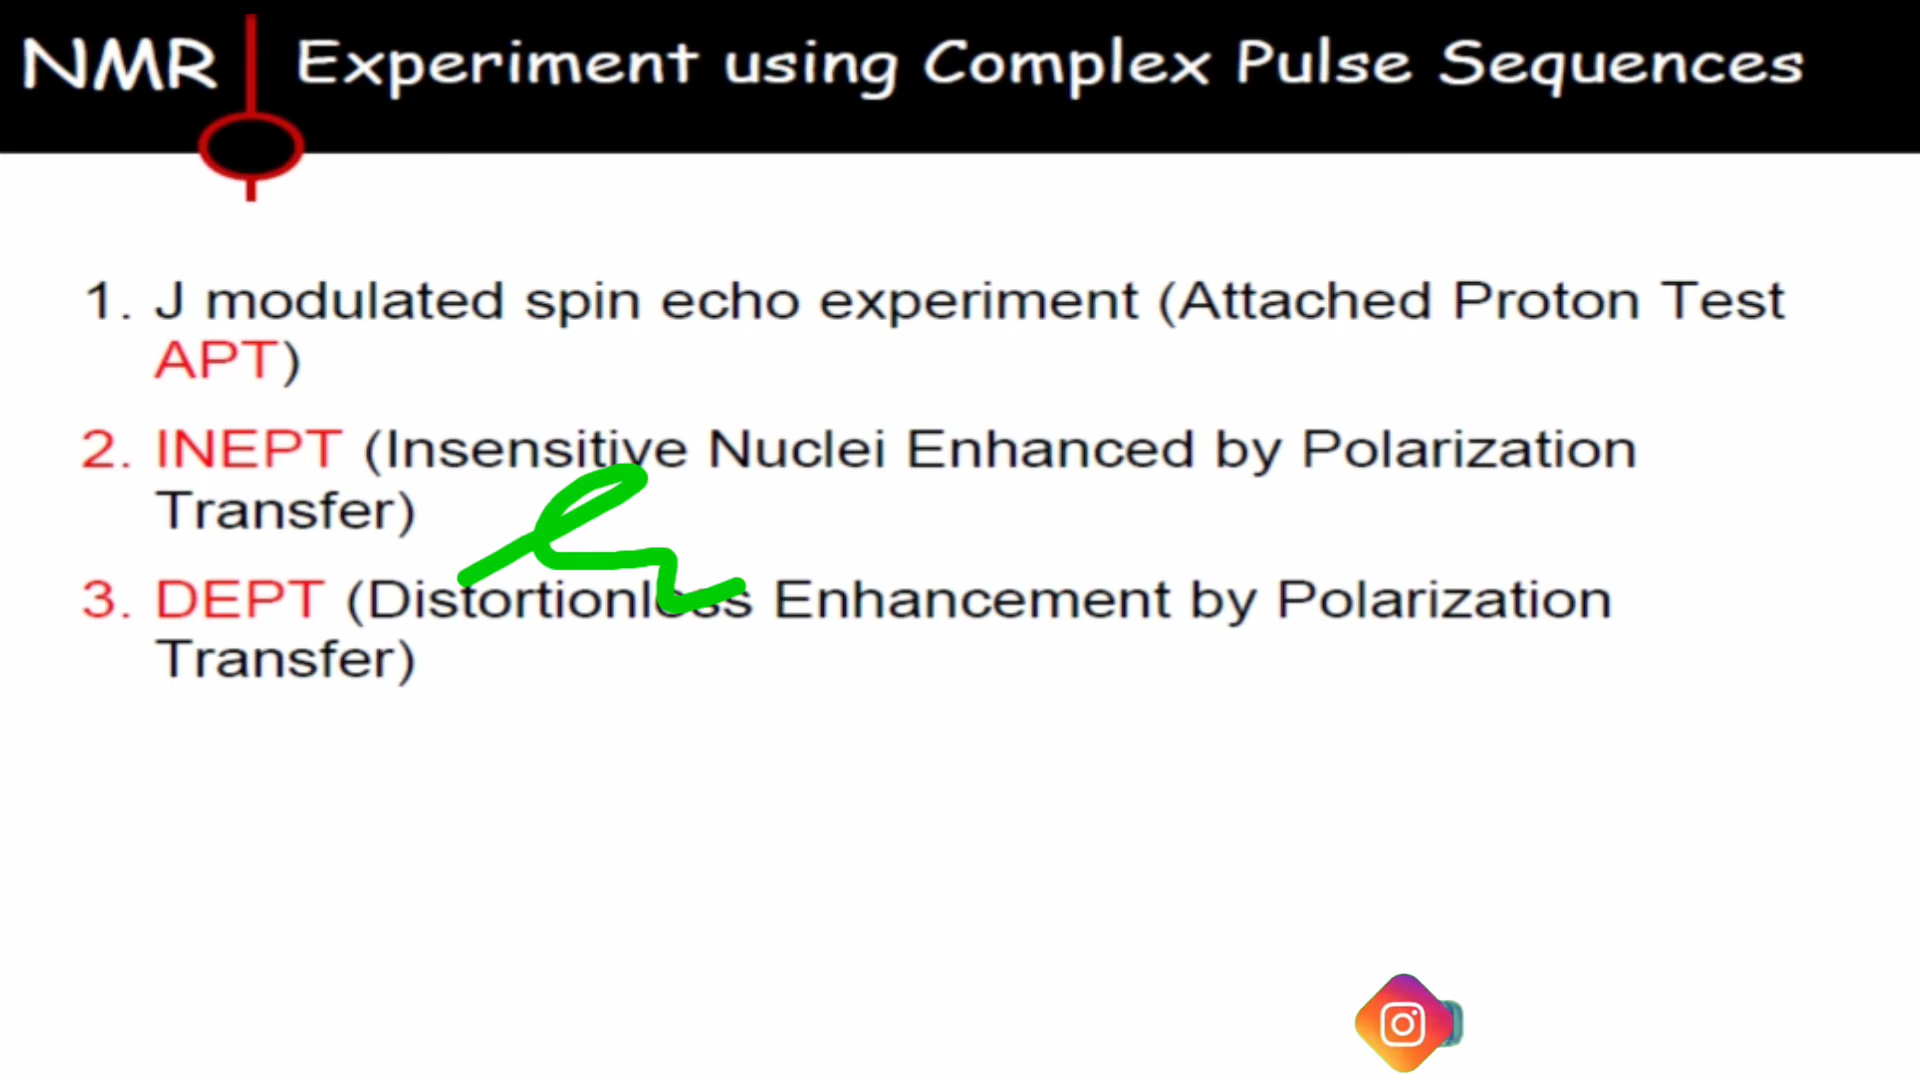 NMR Experiment using Complex Pulse Sequences
1. J modulated spin echo experiment (Attached Proton Test
APT)
2. INEPT (Insensitive Nuclei Enhanced by Polarization
Transfer)
3. DEPT (Distortionless Enhancement by Polarization
Transfer)